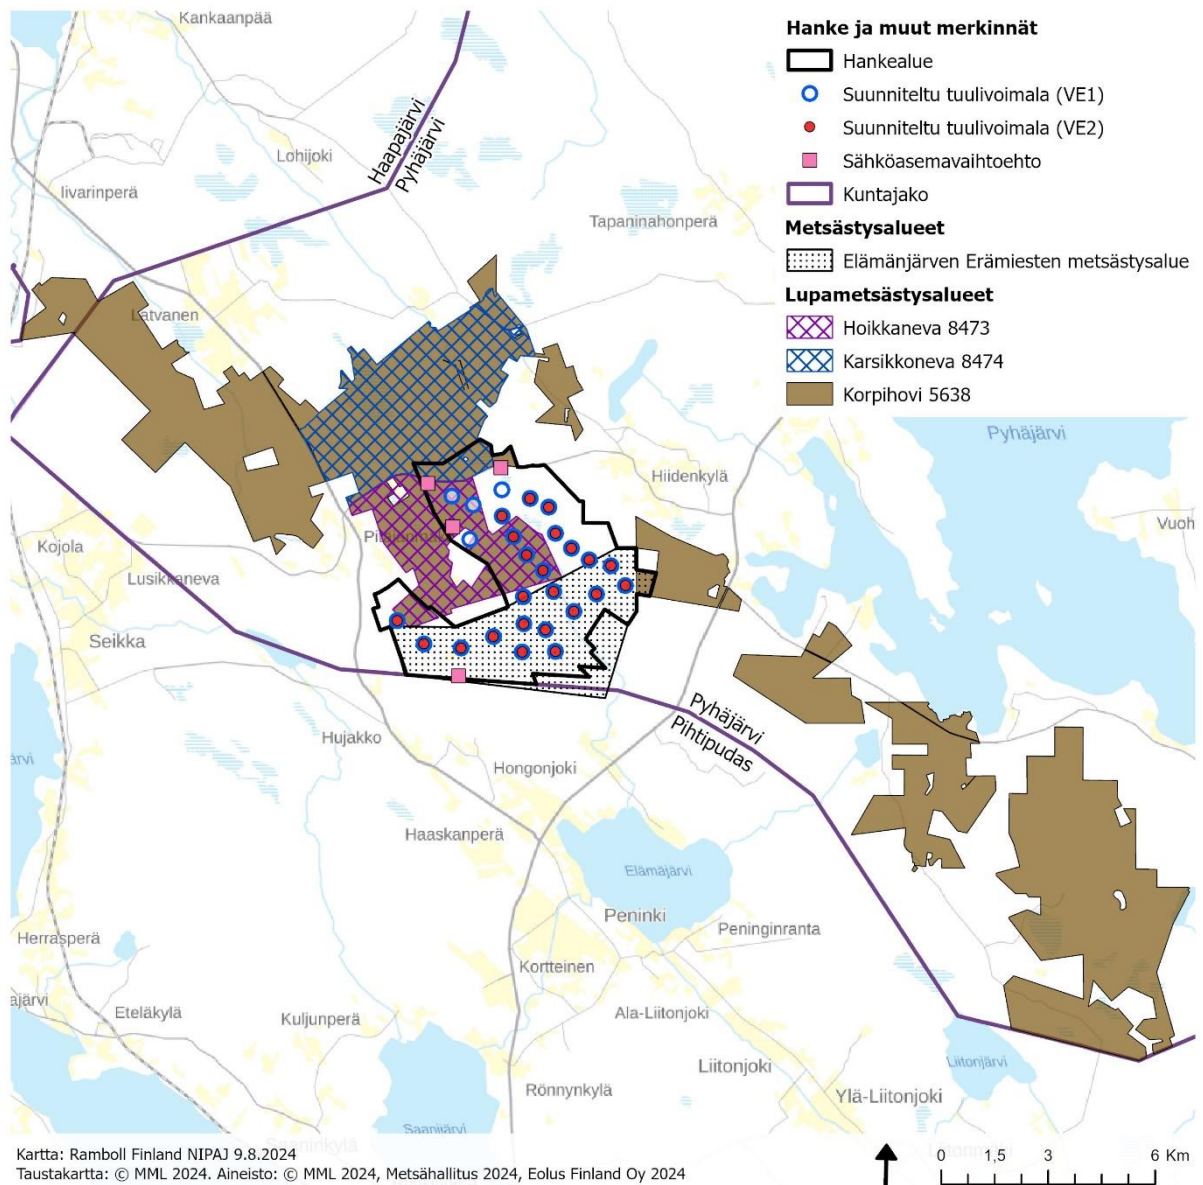 Kankaanpää
Haapajärvi
Pyhäjärvi
Lohijoki
Iivarinperä
Tapaninahonperä
Latvanen
Hanke ja muut merkinnät
Hankealue
Suunniteltu tuulivoimala (VE1)
Suunniteltu tuulivoimala (VE2)
Sähköasemavaihtoehto
Kuntajako
Metsästysalueet
Elämänjärven Erämiesten metsästysalue
Lupametsästysalueet
Hoikkaneva 8473
Karsikkoneva 8474
Korpihovi 5638
Pyhäjärvi
Hiidenkylä
Vuoh
Kojola
Lusikkaneva
Seikka
Hujakko
Hongonjoki
Pyhäjärvi
Pihtipudas
ärvi
Haaskanperä
Elämäjärvi
Peninki
Peninginranta
Herrasperä
Kortteinen
ajärvi
Eteläkylä
Kuljunperä
Ala-Liitonjoki
Liitonjoki
Liitonjärvi
Rönnynkylä
Ylä-Liitonjoki
Saanijärvi
Saaninkylä
Kartta: Ramboll Finland NIPAJ 9.8.2024
Taustakartta: © MML 2024. Aineisto: © MML 2024, Metsähallitus 2024, Eolus Finland Oy 2024
0 1,5 3 6 Km